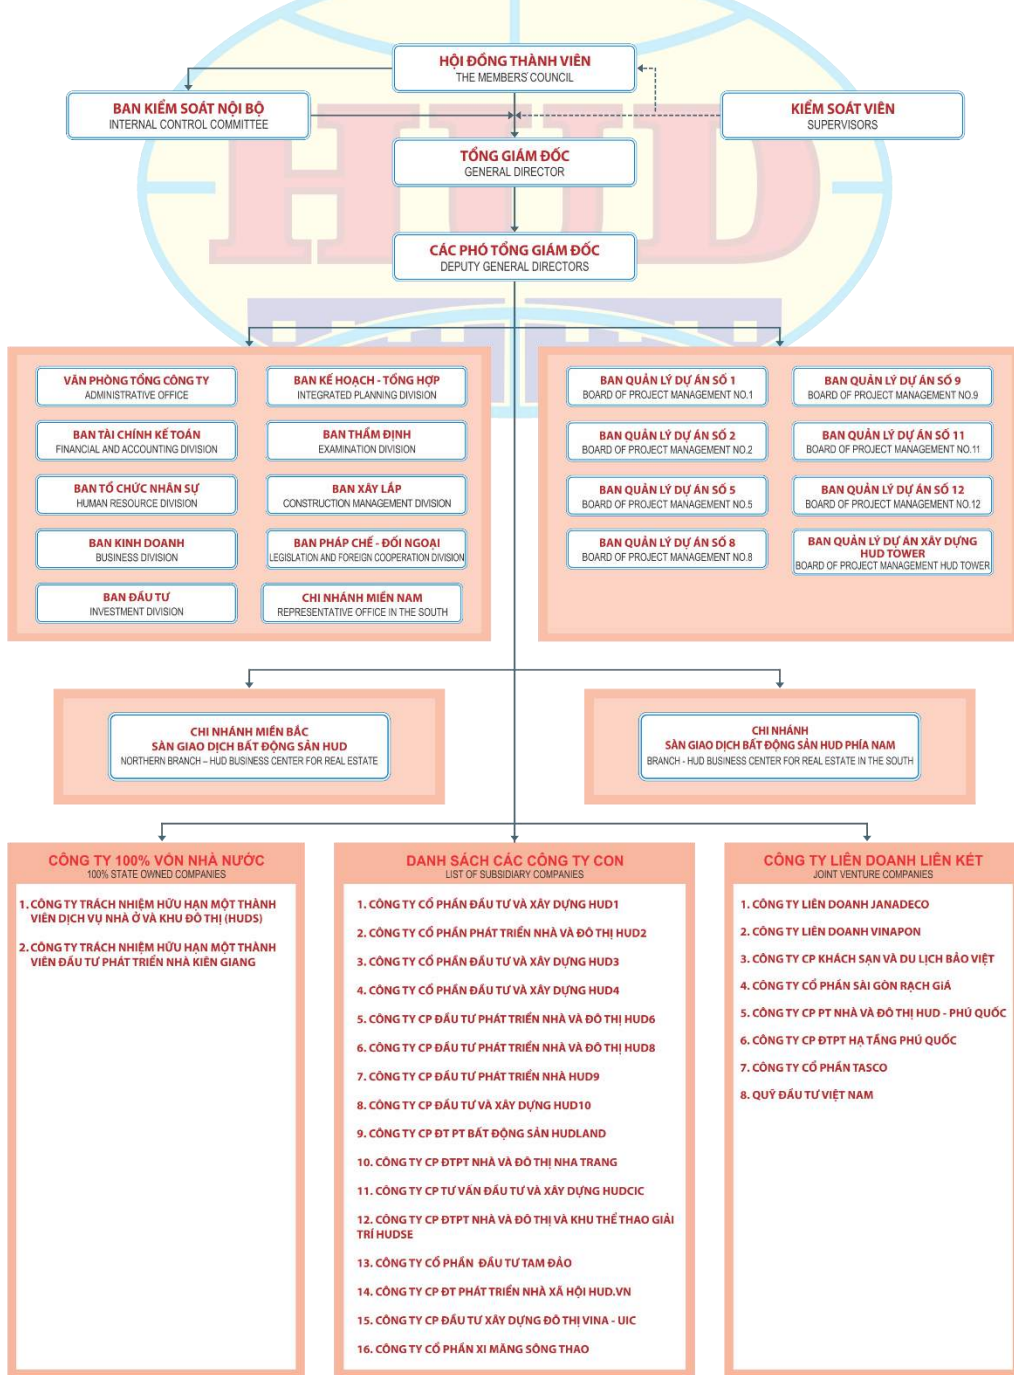 HUD
HỘI ĐỒNG THÀNH VIÊN
THE MEMBERS' COUNCIL
BAN KIỂM SOÁT NỘI BỘ
INTERNAL CONTROL COMMITTEE
KIỂM SOÁT VIÊN
SUPERVISORS
TỔNG GIÁM ĐỐC
GENERAL DIRECTOR
CÁC PHÓ TỔNG GIÁM ĐỐC
DEPUTY GENERAL DIRECTORS
VĂN PHÒNG TỔNG CÔNG TY
ADMINISTRATIVE OFFICE
BAN KẾ HOẠCH - TỔNG HỢP
INTEGRATED PLANNING DIVISION
BAN TÀI CHÍNH KẾ TOÁN
FINANCIAL AND ACCOUNTING DIVISION
BAN THẨM ĐỊNH
EXAMINATION DIVISION
BAN TỔ CHỨC NHÂN SỰ
HUMAN RESOURCE DIVISION
BAN XÂY LẮP
CONSTRUCTION MANAGEMENT DIVISION
BAN KINH DOANH
BUSINESS DIVISION
BAN PHÁP CHẾ - ĐỐI NGOẠI
LEGISLATION AND FOREIGN COOPERATION DIVISION
BAN ĐẦU TƯ
INVESTMENT DIVISION
CHI NHÁNH MIỀN NAM
REPRESENTATIVE OFFICE IN THE SOUTH
BAN QUẢN LÝ DỰ ÁN SỐ 1
BOARD OF PROJECT MANAGEMENT NO.1
BAN QUẢN LÝ DỰ ÁN SỐ 9
BOARD OF PROJECT MANAGEMENT NO.9
BAN QUẢN LÝ DỰ ÁN SỐ 2
BOARD OF PROJECT MANAGEMENT NO.2
BAN QUẢN LÝ DỰ ÁN SỐ 11
BOARD OF PROJECT MANAGEMENT NO.11
BAN QUẢN LÝ DỰ ÁN SỐ 5
BOARD OF PROJECT MANAGEMENT NO.5
BAN QUẢN LÝ DỰ ÁN SỐ 12
BOARD OF PROJECT MANAGEMENT NO.12
BAN QUẢN LÝ DỰ ÁN SỐ 8
BOARD OF PROJECT MANAGEMENT NO.8
BAN QUẢN LÝ DỰ ÁN XÂY DỰNG
HUD TOWER
BOARD OF PROJECT MANAGEMENT HUD TOWER
CHI NHÁNH MIỀN BẮC
SÀN GIAO DỊCH BẤT ĐỘNG SẢN HUD
NORTHERN BRANCH – HUD BUSINESS CENTER FOR REAL ESTATE
CHI NHÁNH
SÀN GIAO DỊCH BẤT ĐỘNG SẢN HUD PHÍA NAM
BRANCH - HUD BUSINESS CENTER FOR REAL ESTATE IN THE SOUTH
CÔNG TY 100% VỐN NHÀ NƯỚC
100% STATE OWNED COMPANIES
1. CÔNG TY TRÁCH NHIỆM HỮU HẠN MỘT THÀNH
VIÊN DỊCH VỤ NHÀ Ở VÀ KHU ĐÔ THỊ (HUDS)
2. CÔNG TY TRÁCH NHIỆM HỮU HẠN MỘT THÀNH
VIÊN ĐẦU TƯ PHÁT TRIỂN NHÀ KIÊN GIANG
DANH SÁCH CÁC CÔNG TY CON
LIST OF SUBSIDIARY COMPANIES
1. CÔNG TY CỔ PHẦN ĐẦU TƯ VÀ XÂY DỰNG HUD1
2. CÔNG TY CỔ PHẦN PHÁT TRIỂN NHÀ VÀ ĐÔ THỊ HUD2
3. CÔNG TY CỔ PHẦN ĐẦU TƯ VÀ XÂY DỰNG HUD3
4. CÔNG TY CỔ PHẦN ĐẦU TƯ VÀ XÂY DỰNG HUD4
5. CÔNG TY CP ĐẦU TƯ PHÁT TRIỂN NHÀ VÀ ĐÔ THỊ HUD6
6. CÔNG TY CP ĐẦU TƯ PHÁT TRIỂN NHÀ VÀ ĐÔ THỊ HUD8
7. CÔNG TY CP ĐẦU TƯ PHÁT TRIỂN NHÀ HUD9
8. CÔNG TY CP ĐẦU TƯ VÀ XÂY DỰNG HUD10
9. CÔNG TY CP ĐT PT BẤT ĐỘNG SẢN HUDLAND
10. CÔNG TY CP ĐTPT NHÀ VÀ ĐÔ THỊ NHA TRANG
11. CÔNG TY CP TƯ VẤN ĐẦU TƯ VÀ XÂY DỰNG HUDCIC
12. CÔNG TY CP ĐTPT NHÀ VÀ ĐÔ THỊ VÀ KHU THỂ THAO GIẢI
TRÍ HUDSE
13. CÔNG TY CỔ PHẦN ĐẦU TƯ TAM ĐẢO
14. CÔNG TY CP ĐT PHÁT TRIỂN NHÀ XÃ HỘI HUD.VN
15. CÔNG TY CP ĐẦU TƯ XÂY DỰNG ĐÔ THỊ VINA - UIC
16. CÔNG TY CỔ PHẦN XI MĂNG SÔNG THAO
CÔNG TY LIÊN DOANH LIÊN KẾT
JOINT VENTURE COMPANIES
1. CÔNG TY LIÊN DOANH JANADECO
2. CÔNG TY LIÊN DOANH VINAPON
3. CÔNG TY CP KHÁCH SẠN VÀ DU LỊCH BẢO VIỆT
4. CÔNG TY CỔ PHẦN SÀI GÒN RẠCH GIÁ
5. CÔNG TY CP PT NHÀ VÀ ĐÔ THỊ HUD - PHÚ QUỐC
6. CÔNG TY CP ĐTPT HẠ TẦNG PHÚ QUỐC
7. CÔNG TY CỔ PHẦN TASCO
8. QUỸ ĐẦU TƯ VIỆT NAM